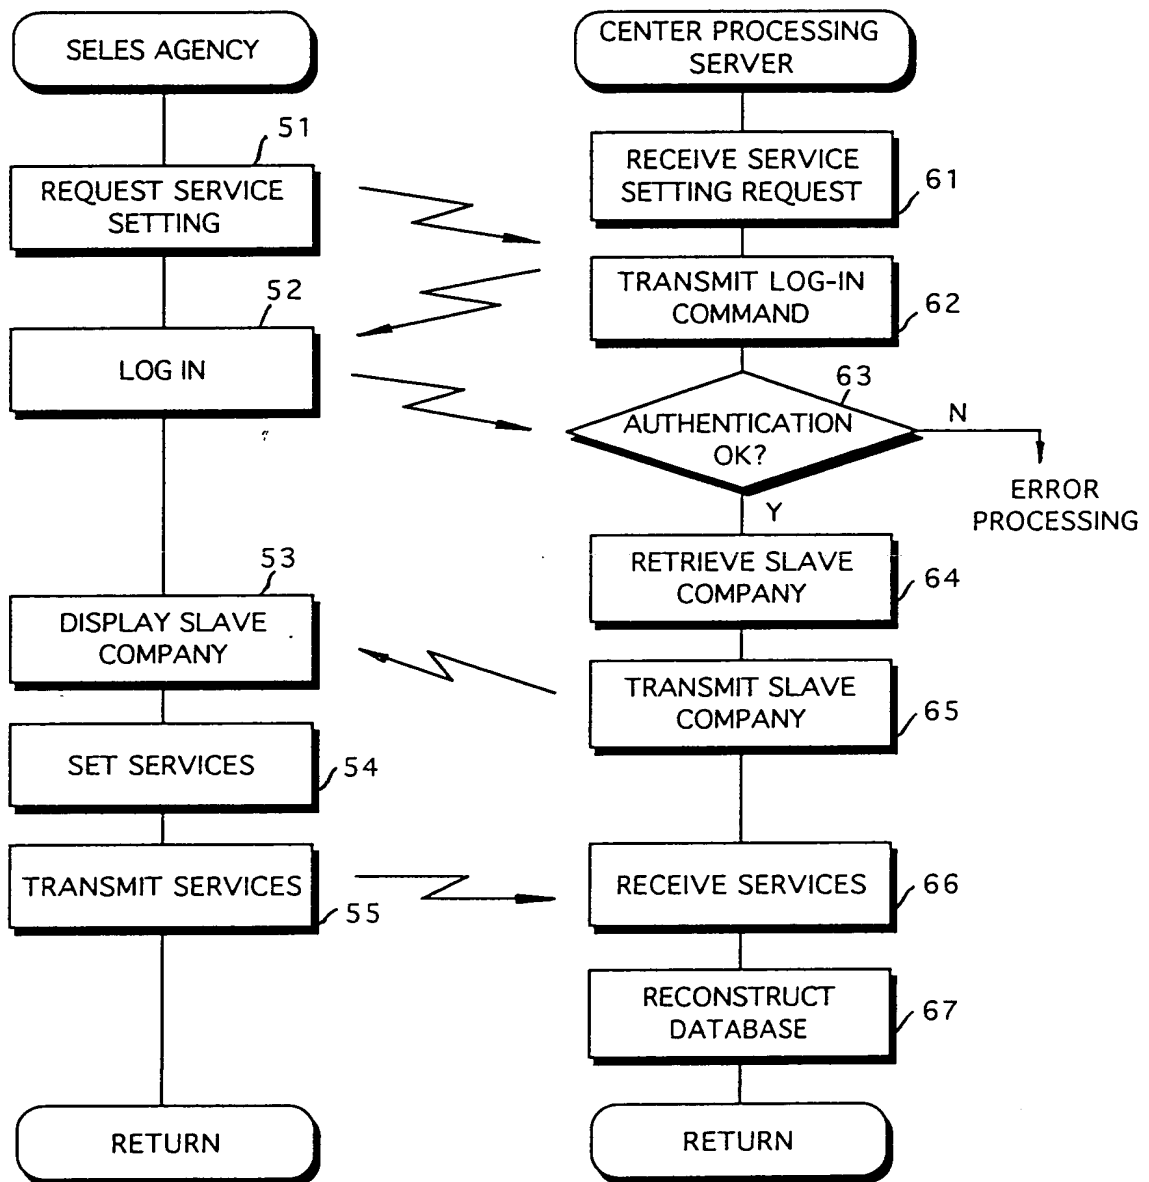 SELES AGENCY
51
REQUEST SERVICE
SETTING
52
LOG IN
53
DISPLAY SLAVE
COMPANY
SET SERVICES
54
TRANSMIT SERVICES
55
RETURN
CENTER PROCESSING
SERVER
RECEIVE SERVICE
SETTING REQUEST
61
TRANSMIT LOG-IN
COMMAND
62
63
AUTHENTICATION
OK?
N
ERROR
PROCESSING
Y
RETRIEVE SLAVE
COMPANY
64
TRANSMIT SLAVE
COMPANY
65
RECEIVE SERVICES
66
RECONSTRUCT
DATABASE
67
RETURN